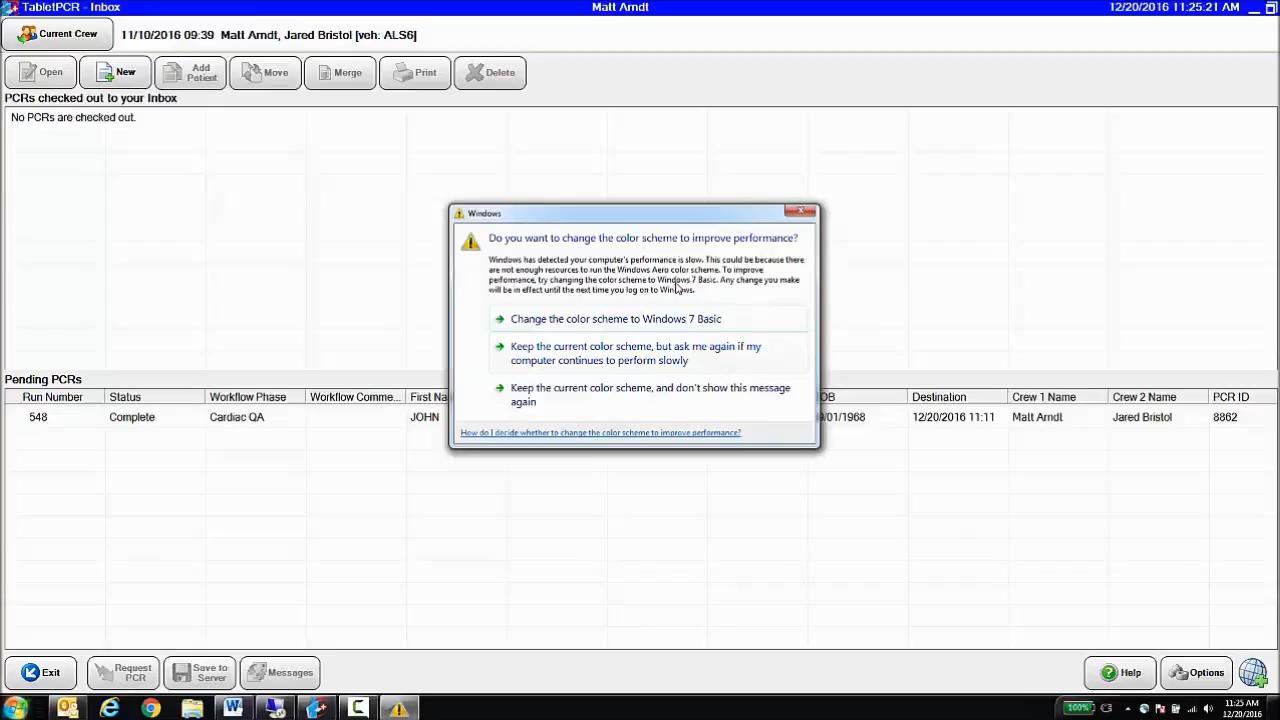 TabletPCR - Inbox Matt Arndt 12/20/2016 11:25:21 AM
Current Crew 11/10/2016 09:39 Matt Arndt, Jared Bristol [veh: ALS6]
Open New Add Patient Move Merge Print Delete
PCRs checked out to your Inbox
No PCRs are checked out.
Windows
Do you want to change the color scheme to improve performance?
Windows has detected your computer's performance is slow. This could be because there
are not enough resources to run the Windows Aero color scheme. To improve
performance, try changing the color scheme to Windows 7 Basic. Any change you make
will be in effect until the next time you log on to Windows.
Change the color scheme to Windows 7 Basic
Keep the current color scheme, but ask me again if my
computer continues to perform slowly
Keep the current color scheme, and don't show this message
again
How do I decide whether to change the color scheme to improve performance?
Pending PCRs
Run Number Status Workflow Phase Workflow Comme... First Na OB Destination Crew 1 Name Crew 2 Name PCR ID
548 Complete Cardiac QA JOHN 9/01/1968 12/20/2016 11:11 Matt Arndt Jared Bristol 8862
Exit Request PCR Save to Server Messages Help Options
100% 11:25 AM
12/20/2016